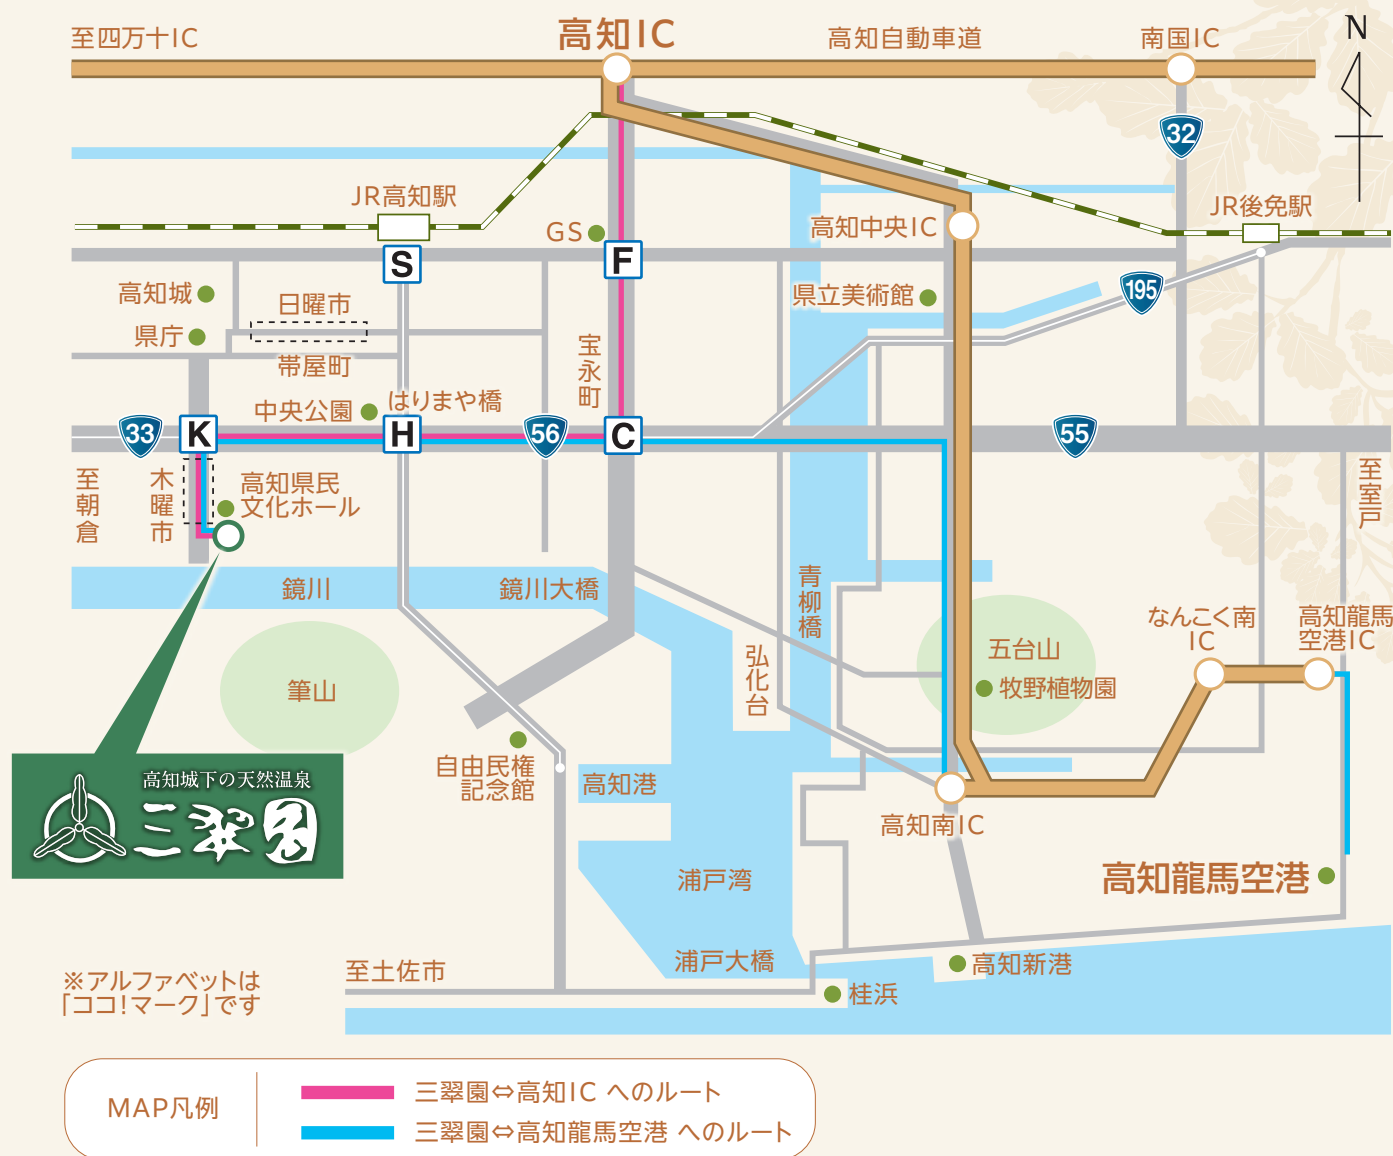 至四万十IC
高知IC
高知自動車道
南国IC
N
32
JR高知駅
GS
高知中央IC
JR後免駅
S
F
高知城
日曜市
県立美術館
195
県庁
帯屋町
宝永町
中央公園
はりまや橋
33
K
H
56
C
55
至朝倉
木曜市
高知県民
文化ホール
至室戸
鏡川
鏡川大橋
青柳橋
なんこく南
IC
高知龍馬
空港IC
弘化台
五台山
牧野植物園
筆山
自由民権
記念館
高知港
高知城下の天然温泉
三翠園
高知南IC
浦戸湾
高知龍馬空港
浦戸大橋
高知新港
至土佐市
桂浜
※アルファベットは
「ココ!マーク」です
MAP凡例
三翠園⇔高知IC へのルート
三翠園⇔高知龍馬空港 へのルート